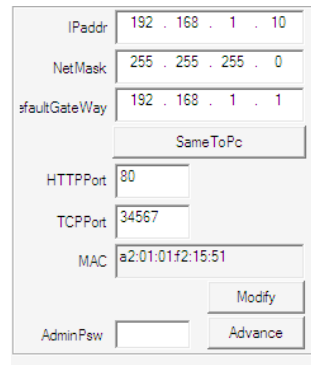 IPaddr 192 . 168 . 1 . 10
NetMask 255 . 255 . 255 . 0
efaultGateWay 192 . 168 . 1 . 1
SameToPc
HTTPPort 80
TCPPort 34567
MAC a2:01:01:f2:15:51
Modify
AdminPsw Advance